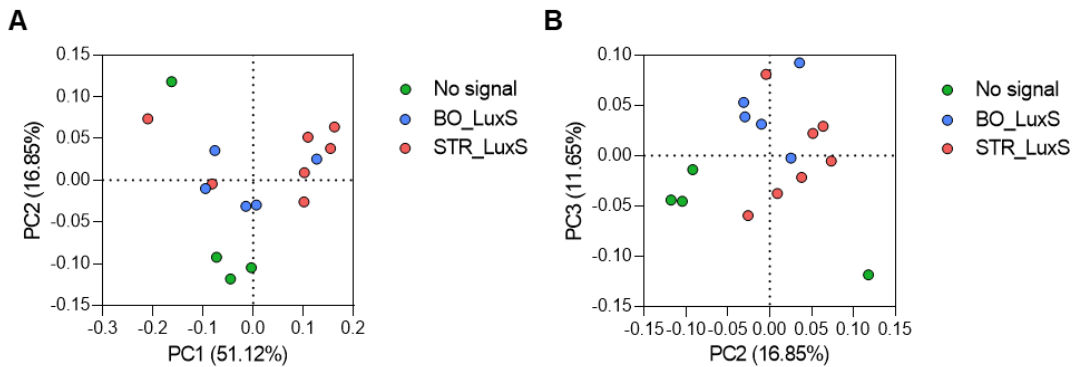 A
0.15
0.10
0.05
0.00
-0.05
-0.10
-0.15
PC2 (16.85%)
-0.3 -0.2 -0.1 0.0 0.1 0.2
PC1 (51.12%)
No signal
BO_LuxS
STR_LuxS
B
0.10
0.05
0.00
-0.05
-0.10
-0.15
PC3 (11.65%)
-0.15 -0.10 -0.05 0.00 0.05 0.10 0.15
PC2 (16.85%)
No signal
BO_LuxS
STR_LuxS